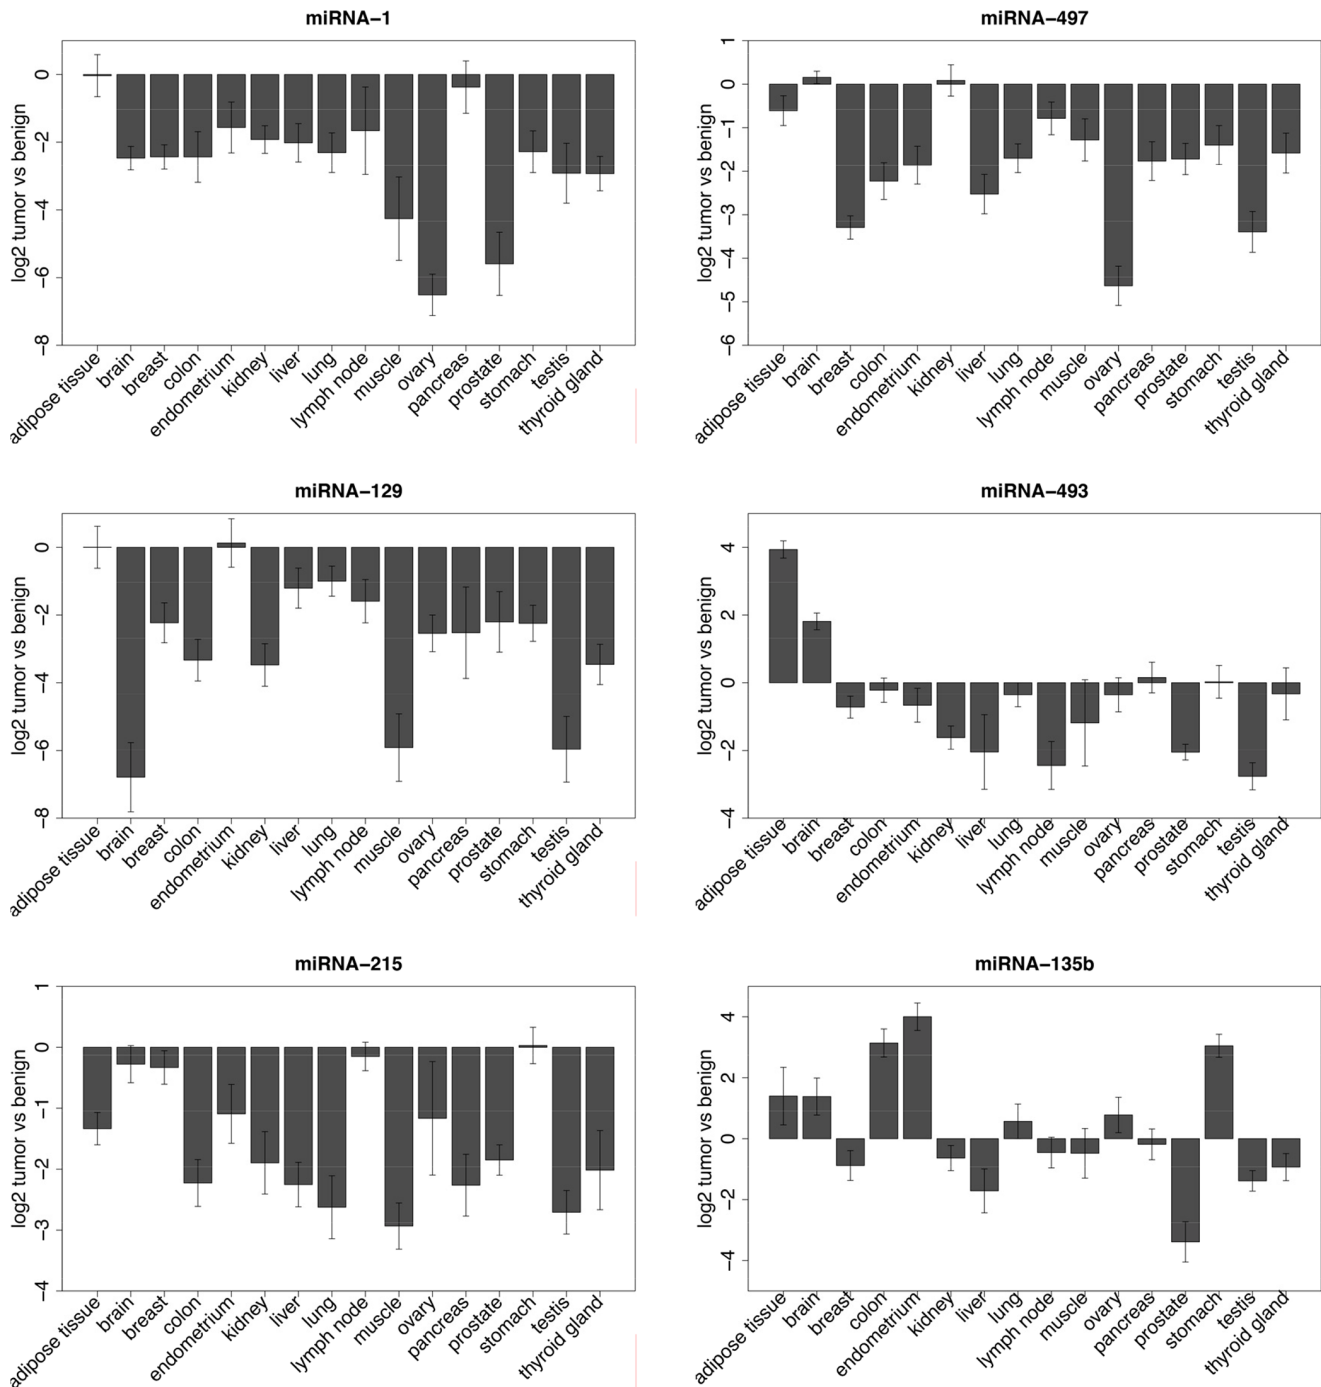 miRNA−1
log2 tumor vs benign
0
−2
−4
−6
−8
adipose tissue
brain
breast
colon
endometrium
kidney
liver
lung
lymph node
muscle
ovary
pancreas
prostate
stomach
testis
thyroid gland
miRNA−497
log2 tumor vs benign
1
0
−1
−2
−3
−4
−5
−6
adipose tissue
brain
breast
colon
endometrium
kidney
liver
lung
lymph node
muscle
ovary
pancreas
prostate
stomach
testis
thyroid gland
miRNA−129
log2 tumor vs benign
0
−2
−4
−6
−8
adipose tissue
brain
breast
colon
endometrium
kidney
liver
lung
lymph node
muscle
ovary
pancreas
prostate
stomach
testis
thyroid gland
miRNA−493
log2 tumor vs benign
4
2
0
−2
−4
adipose tissue
brain
breast
colon
endometrium
kidney
liver
lung
lymph node
muscle
ovary
pancreas
prostate
stomach
testis
thyroid gland
miRNA−215
log2 tumor vs benign
1
0
−1
−2
−3
−4
adipose tissue
brain
breast
colon
endometrium
kidney
liver
lung
lymph node
muscle
ovary
pancreas
prostate
stomach
testis
thyroid gland
miRNA−135b
log2 tumor vs benign
4
2
0
−2
−4
adipose tissue
brain
breast
colon
endometrium
kidney
liver
lung
lymph node
muscle
ovary
pancreas
prostate
stomach
testis
thyroid gland